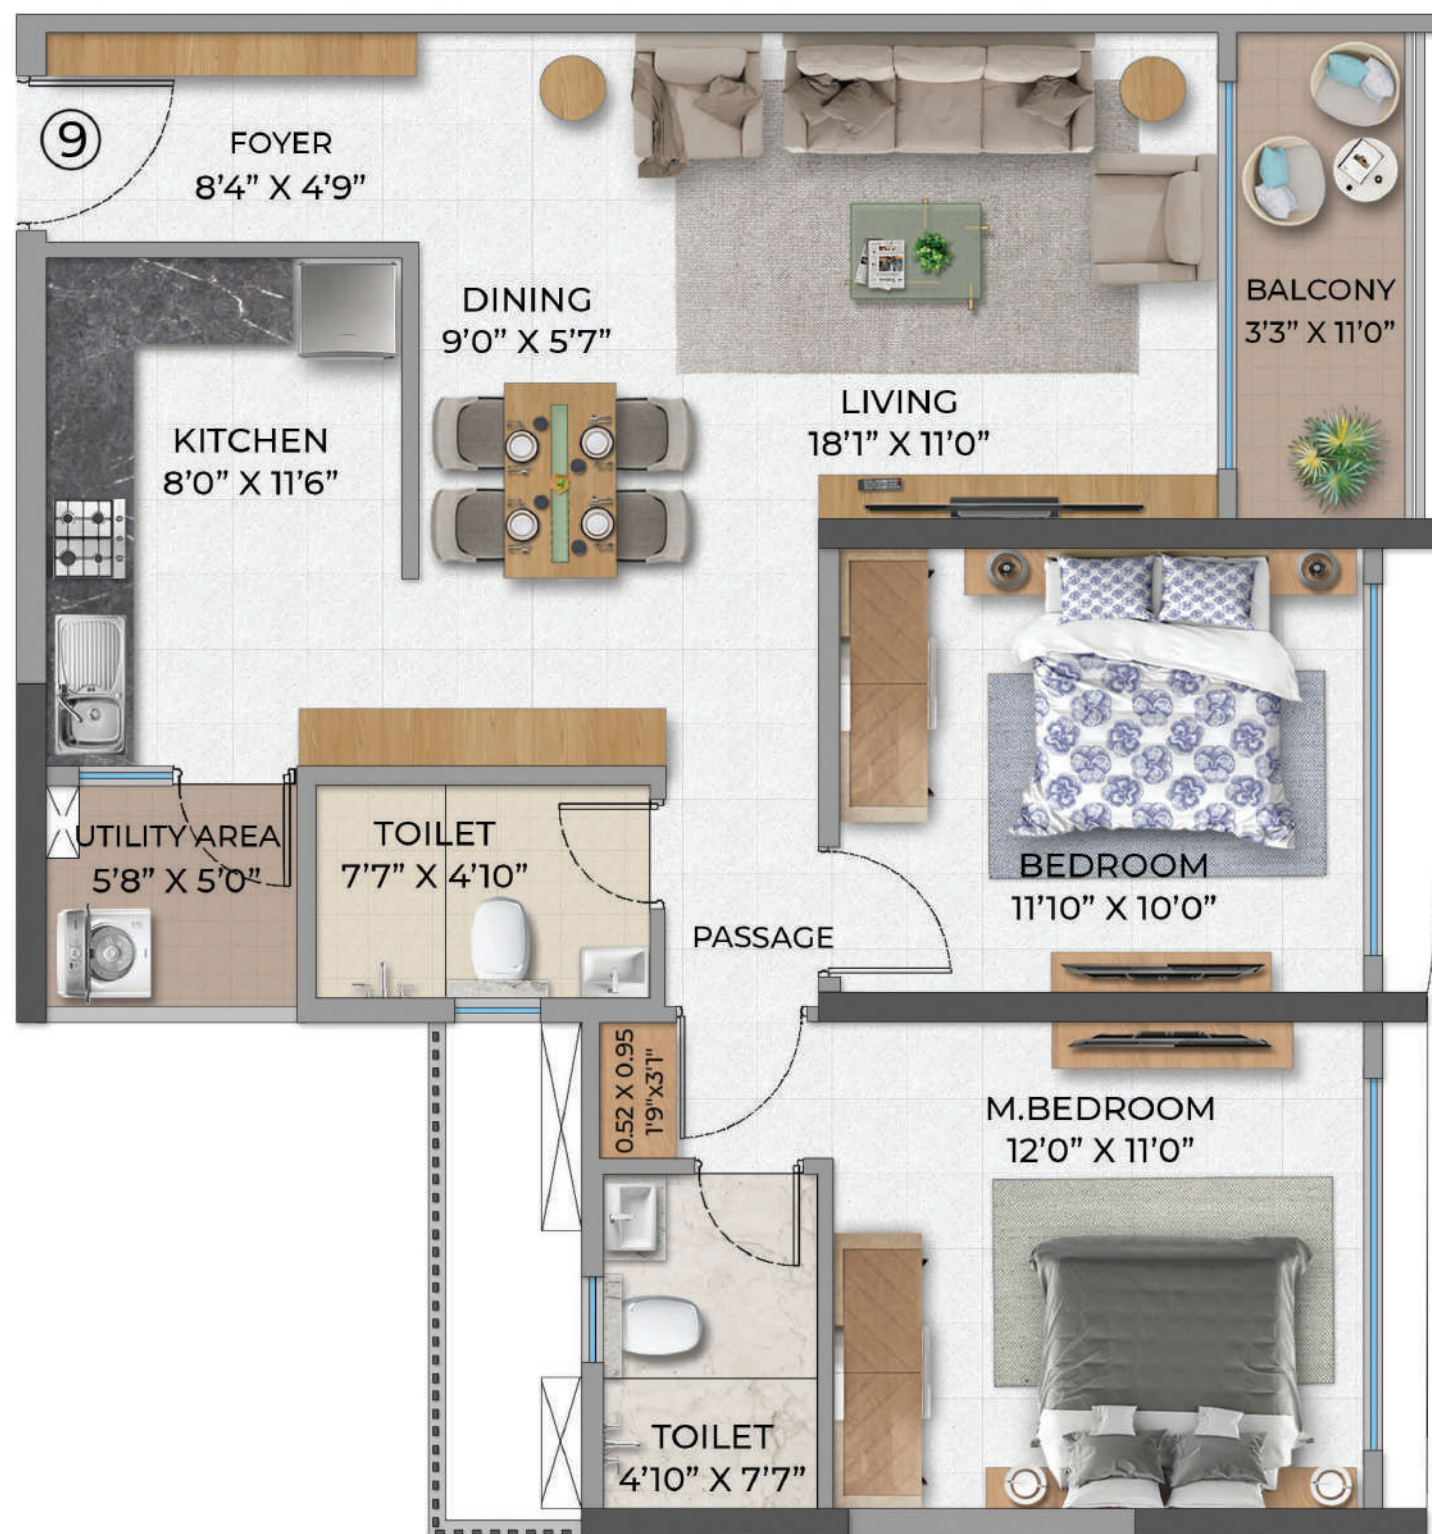 9
FOYER
8'4” X 4'9”
DINING
9'0” X 5'7”
BALCONY
3'3” X 11'0”
LIVING
18'1” X 11'0”
KITCHEN
8'0” X 11'6”
UTILITY AREA
5'8” X 5'0”
TOILET
7'7” X 4'10”
BEDROOM
11'10” X 10'0”
PASSAGE
0.52 X 0.95
1'9"x3'1"
M.BEDROOM
12'0” X 11'0”
TOILET
4'10” X 7'7”